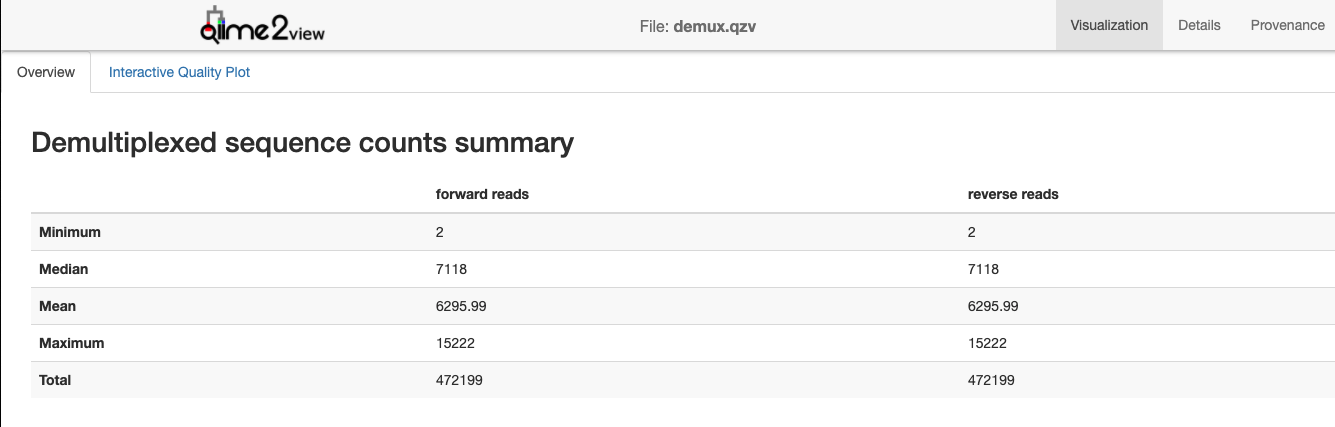 qiime2view File: demux.qzv Visualization Details Provenance
Overview Interactive Quality Plot
Demultiplexed sequence counts summary
forward reads reverse reads
Minimum 2 2
Median 7118 7118
Mean 6295.99 6295.99
Maximum 15222 15222
Total 472199 472199